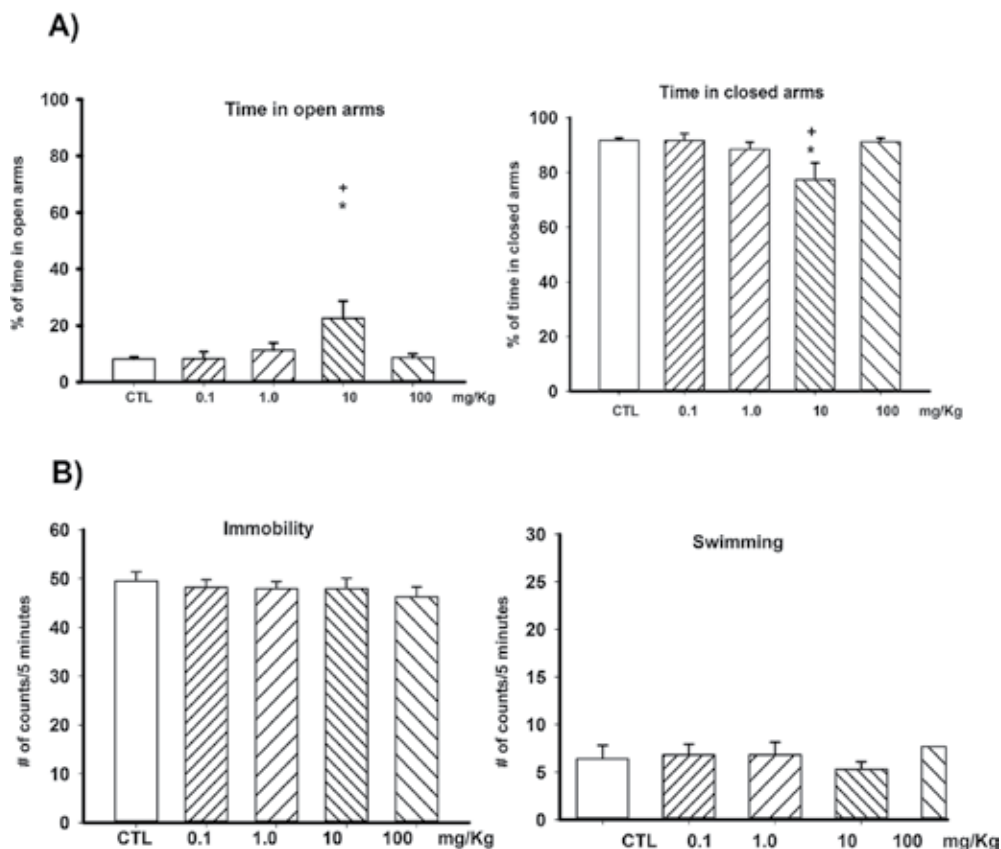 A)
Time in open arms
% of time in open arms
100
80
60
40
20
0
+
*
CTL 0.1 1.0 10 100 mg/Kg
Time in closed arms
% of time in closed arms
100
80
60
40
20
0
+
*
CTL 0.1 1.0 10 100 mg/Kg
B)
Immobility
# of counts/5 minutes
60
50
40
30
20
10
0
CTL 0.1 1.0 10 100 mg/Kg
Swimming
# of counts/5 minutes
30
25
20
15
10
5
0
CTL 0.1 1.0 10 100 mg/Kg